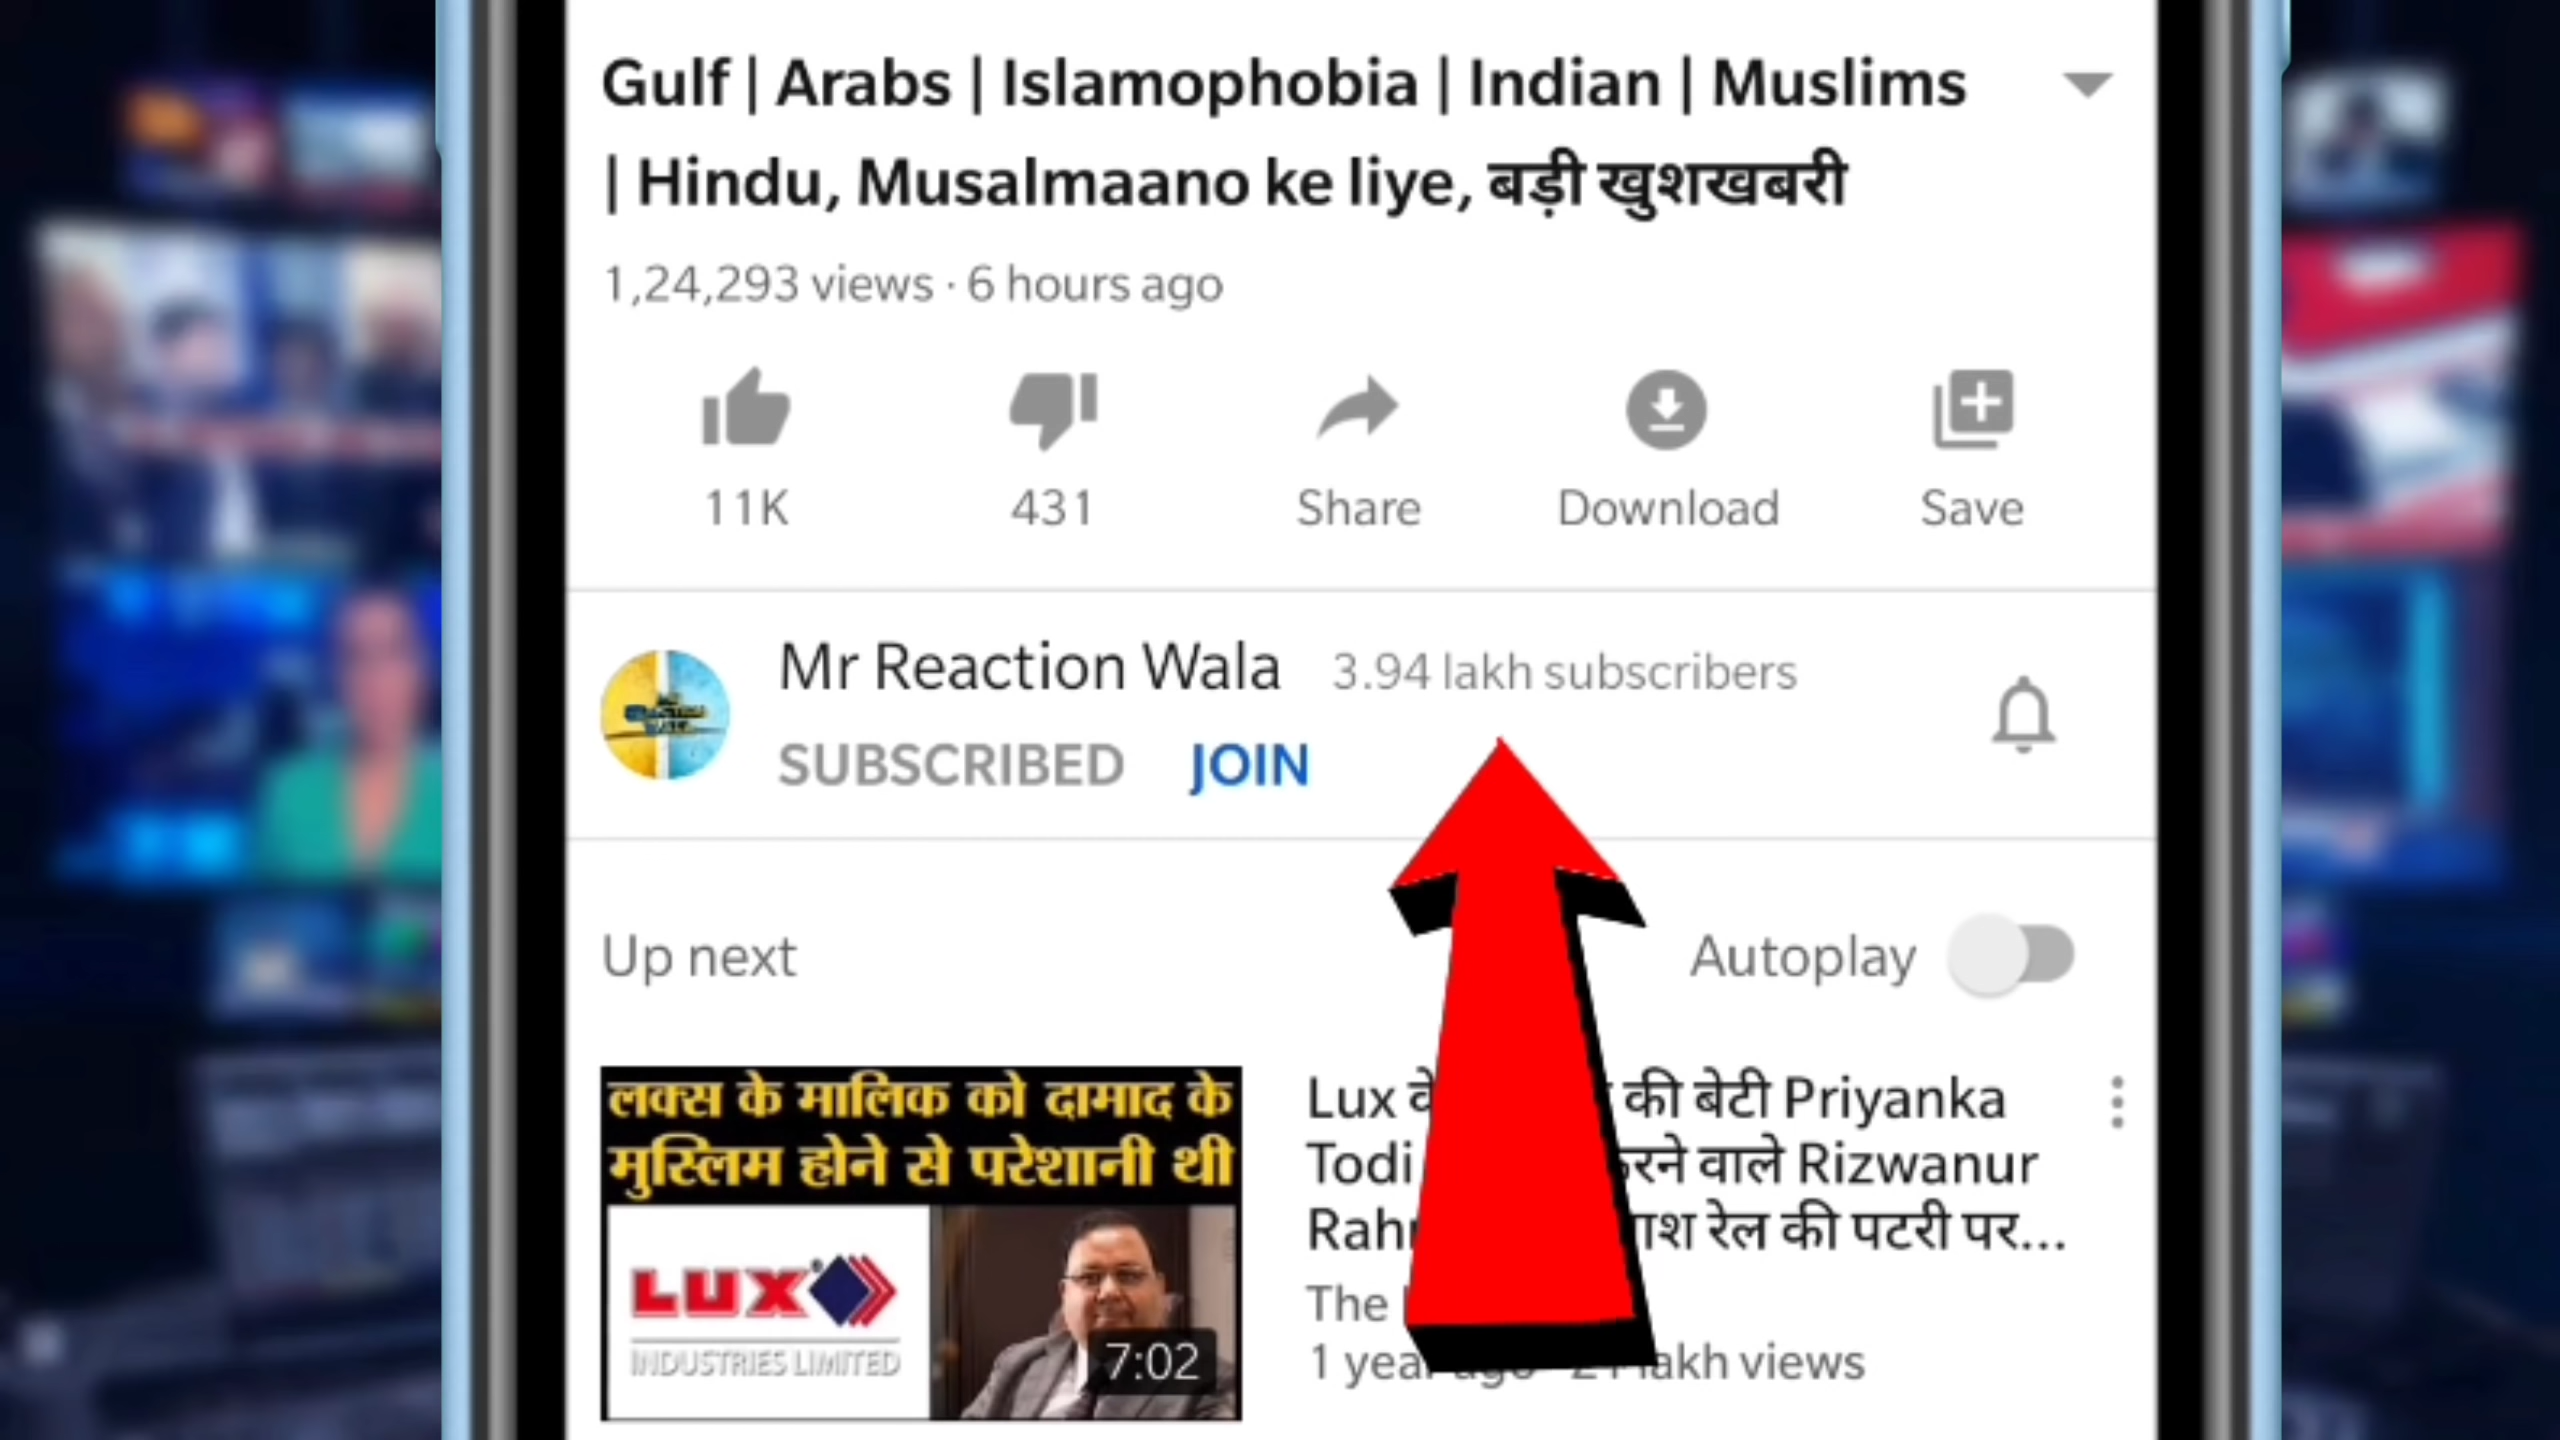 Gulf | Arabs | Islamophobia | Indian | Muslims
| Hindu, Musalmaano ke liye, बड़ी खुशखबरी
1,24,293 views · 6 hours ago
11K
431
Share
Download
Save
Mr Reaction Wala 3.94 lakh subscribers
SUBSCRIBED JOIN
Up next
Autoplay
लक्स के मालिक को दामाद के
मुस्लिम होने से परेशानी थी
LUX
INDUSTRIES LIMITED
7:02
Lux की बेटी Priyanka
Todi वाले Rizwanur
रेल की पटरी पर...
The
1 year ago lakh views